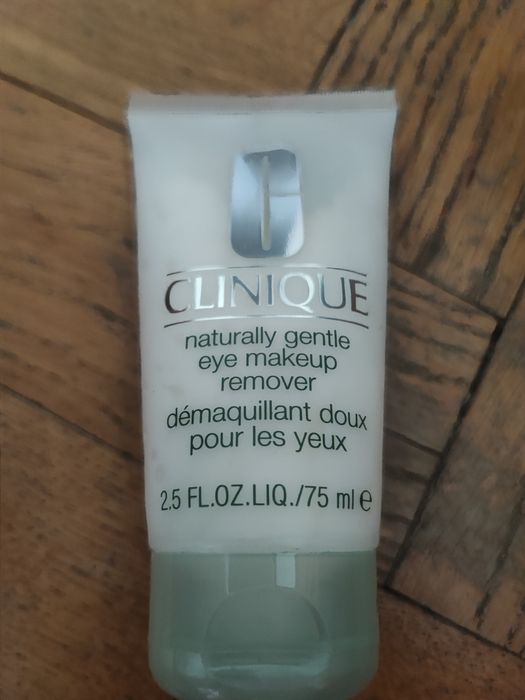 CLINIQUE
naturally gentle
eye makeup
remover
démaquillant doux
pour les yeux
2.5 FL.OZ.LIQ./75 ml e